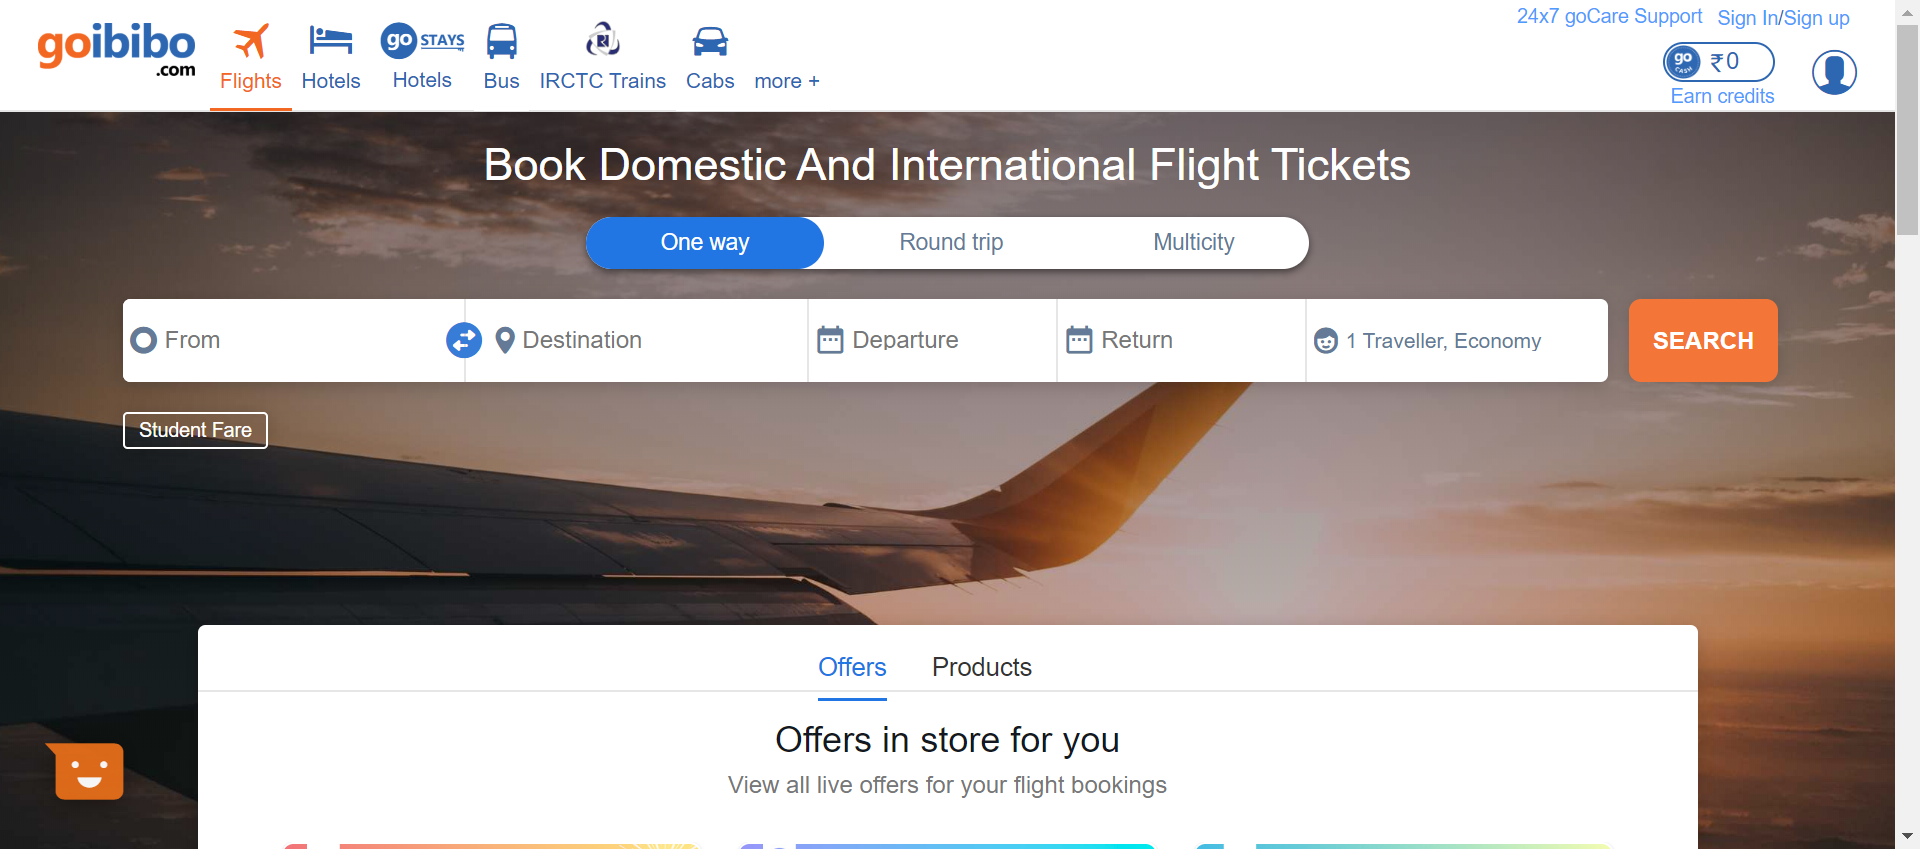 goibibo
.com
Flights
Hotels
go STAYS
Hotels
Bus
IRCTC Trains
Cabs
more +
24x7 goCare Support
Sign In/Sign up
go CASH ₹0
Earn credits
Book Domestic And International Flight Tickets
One way
Round trip
Multicity
From
Destination
Departure
Return
1 Traveller, Economy
SEARCH
Student Fare
Offers
Products
Offers in store for you
View all live offers for your flight bookings